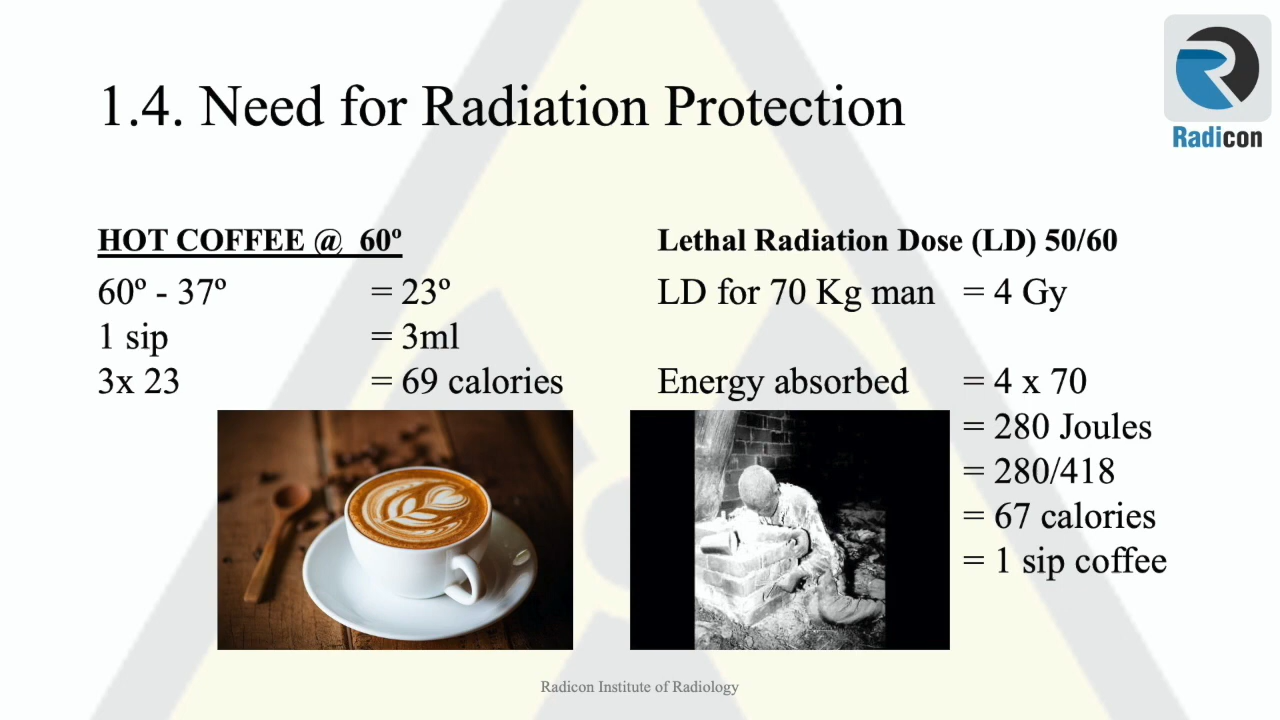 Radicon
1.4. Need for Radiation Protection
HOT COFFEE @ 60º
60º - 37º = 23º
1 sip = 3ml
3x 23 = 69 calories
Lethal Radiation Dose (LD) 50/60
LD for 70 Kg man = 4 Gy
Energy absorbed = 4 x 70
= 280 Joules
= 280/418
= 67 calories
= 1 sip coffee
Radicon Institute of Radiology